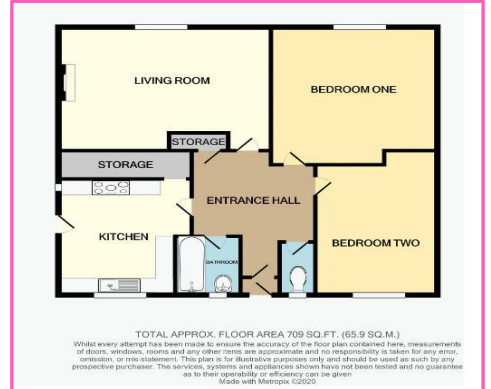 LIVING ROOM
BEDROOM ONE
STORAGE
STORAGE
ENTRANCE HALL
KITCHEN
BATHROOM
BEDROOM TWO
TOTAL APPROX. FLOOR AREA 709 SQ.FT. (65.9 SQ.M.)
Whilst every attempt has been made to ensure the accuracy of the floor plan contained here, measurements
of doors, windows, rooms and any other items are approximate and no responsibility is taken for any error,
omission, or mis-statement. This plan is for illustrative purposes only and should be used as such by any
prospective purchaser. The services, systems and appliances shown have not been tested and no guarantee
as to their operability or efficiency can be given
Made with Metropix ©2020